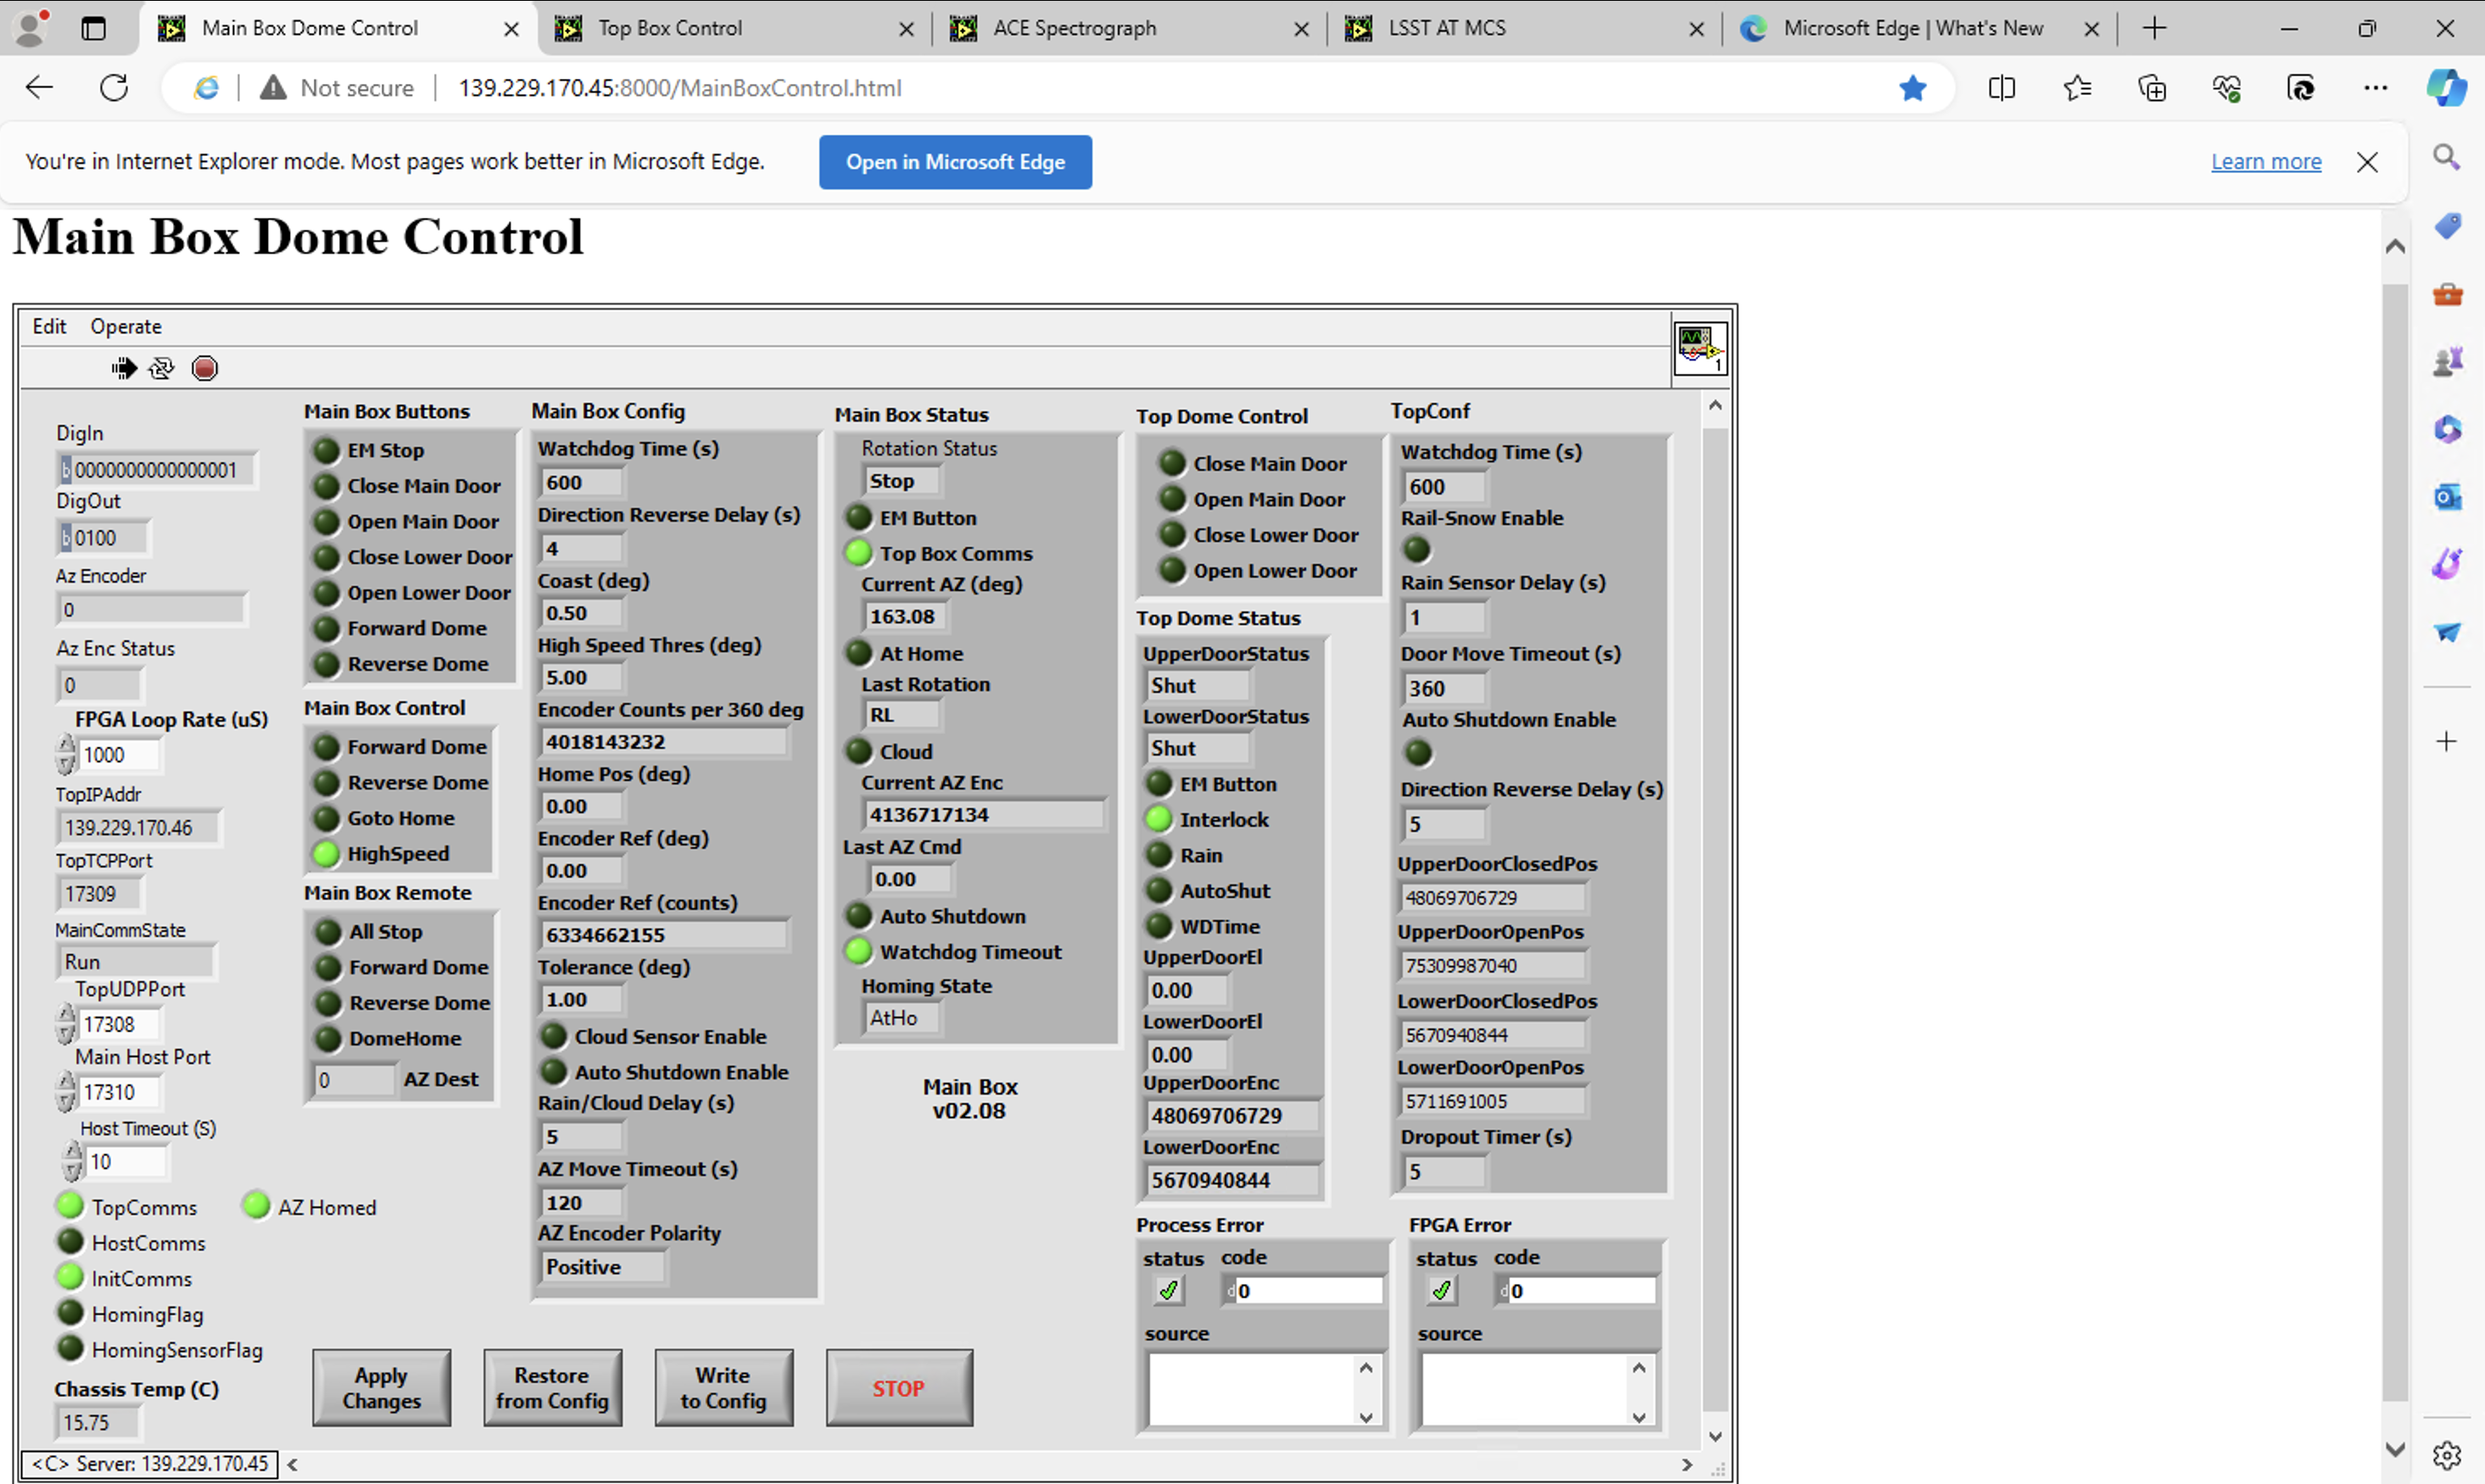 Main Box Dome Control
Top Box Control
ACE Spectrograph
LSST AT MCS
Microsoft Edge | What's New
Not secure
139.229.170.45:8000/MainBoxControl.html
You're in Internet Explorer mode. Most pages work better in Microsoft Edge.
Open in Microsoft Edge
Learn more
Main Box Dome Control
Edit Operate
1
DigIn
b 0000000000000001
DigOut
b 0100
Az Encoder
0
Az Enc Status
0
FPGA Loop Rate (uS)
1000
TopIPAddr
139.229.170.46
TopTCPPort
17309
MainCommState
Run
TopUDPPort
17308
Main Host Port
17310
Host Timeout (S)
10
TopComms
AZ Homed
HostComms
InitComms
HomingFlag
HomingSensorFlag
Chassis Temp (C)
15.75
Main Box Buttons
EM Stop
Close Main Door
Open Main Door
Close Lower Door
Open Lower Door
Forward Dome
Reverse Dome
Main Box Control
Forward Dome
Reverse Dome
Goto Home
HighSpeed
Main Box Remote
All Stop
Forward Dome
Reverse Dome
DomeHome
0 AZ Dest
Main Box Config
Watchdog Time (s)
600
Direction Reverse Delay (s)
4
Coast (deg)
0.50
High Speed Thres (deg)
5.00
Encoder Counts per 360 deg
4018143232
Home Pos (deg)
0.00
Encoder Ref (deg)
0.00
Encoder Ref (counts)
6334662155
Tolerance (deg)
1.00
Cloud Sensor Enable
Auto Shutdown Enable
Rain/Cloud Delay (s)
5
AZ Move Timeout (s)
120
AZ Encoder Polarity
Positive
Main Box Status
Rotation Status
Stop
EM Button
Top Box Comms
Current AZ (deg)
163.08
At Home
Last Rotation
RL
Cloud
Current AZ Enc
4136717134
Last AZ Cmd
0.00
Auto Shutdown
Watchdog Timeout
Homing State
AtHo
Main Box
v02.08
Top Dome Control
Close Main Door
Open Main Door
Close Lower Door
Open Lower Door
Top Dome Status
UpperDoorStatus
Shut
LowerDoorStatus
Shut
EM Button
Interlock
Rain
AutoShut
WDTime
UpperDoorEl
0.00
LowerDoorEl
0.00
UpperDoorEnc
48069706729
LowerDoorEnc
5670940844
TopConf
Watchdog Time (s)
600
Rail-Snow Enable
Rain Sensor Delay (s)
1
Door Move Timeout (s)
360
Auto Shutdown Enable
Direction Reverse Delay (s)
5
UpperDoorClosedPos
48069706729
UpperDoorOpenPos
75309987040
LowerDoorClosedPos
5670940844
LowerDoorOpenPos
5711691005
Dropout Timer (s)
5
Process Error
status code
d 0
source
FPGA Error
status code
d 0
source
Apply
Changes
Restore
from Config
Write
to Config
STOP
<C> Server: 139.229.170.45